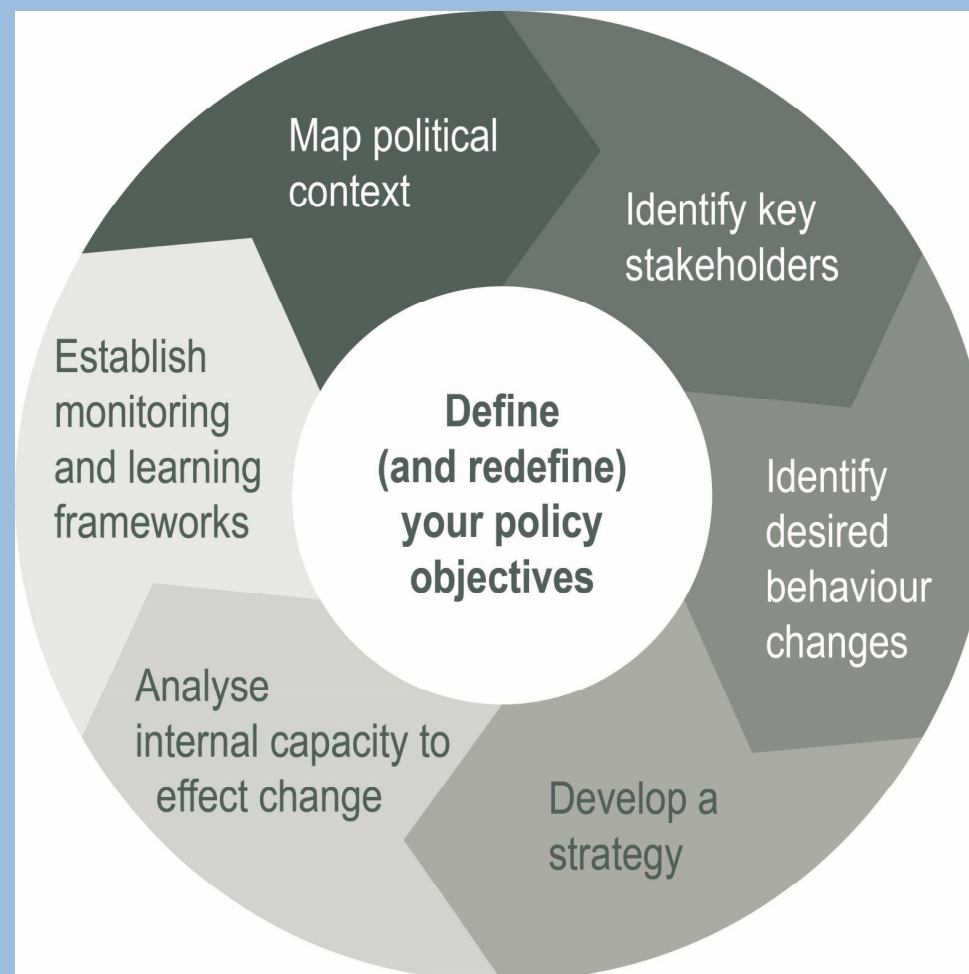 Map political
context
Identify key
stakeholders
Identify
desired
behaviour
changes
Develop a
strategy
Analyse
internal capacity to
effect change
Establish
monitoring
and learning
frameworks
Define
(and redefine)
your policy
objectives